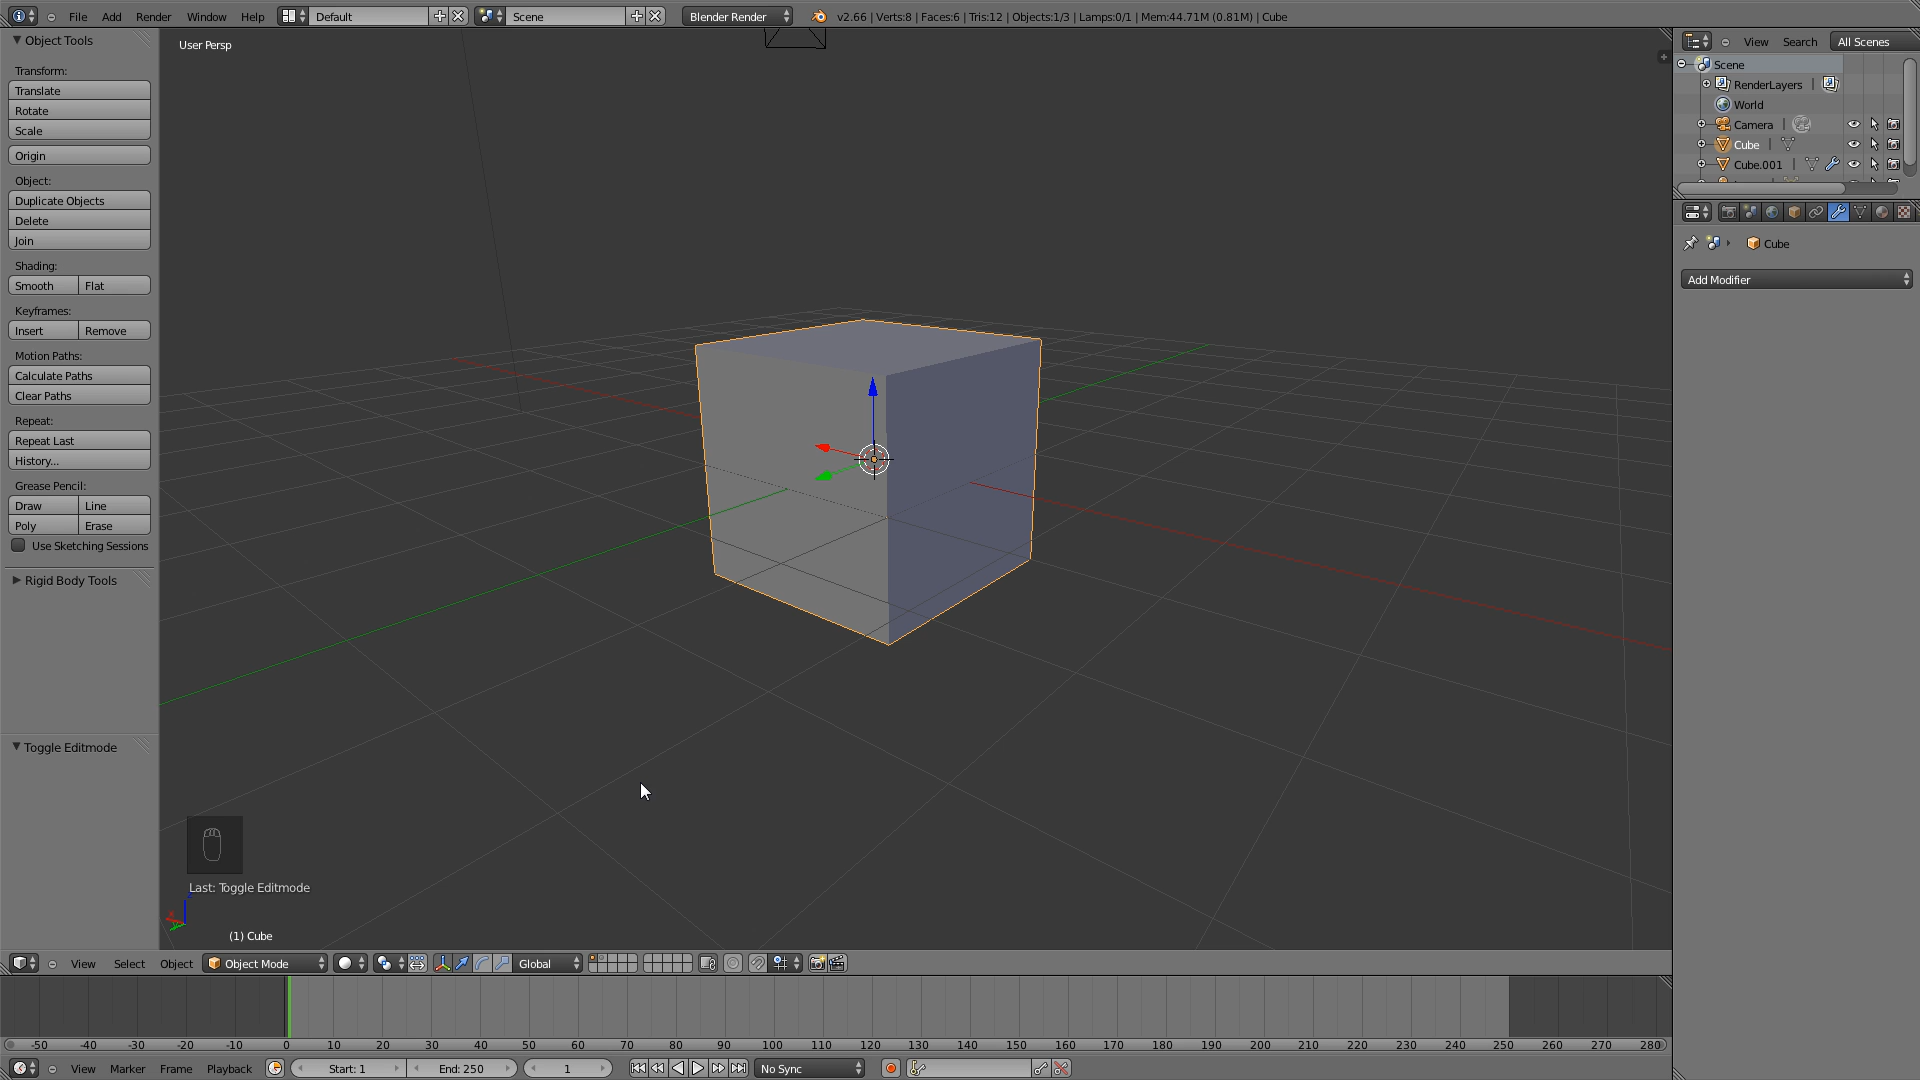 File Add Render Window Help Default Scene Blender Render v2.66 | Verts:8 | Faces:6 | Tris:12 | Objects:1/3 | Lamps:0/1 | Mem:44.71M (0.81M) | Cube
Object Tools
Transform:
Translate
Rotate
Scale
Origin
Object:
Duplicate Objects
Delete
Join
Shading:
Smooth Flat
Keyframes:
Insert Remove
Motion Paths:
Calculate Paths
Clear Paths
Repeat:
Repeat Last
History...
Grease Pencil:
Draw Line
Poly Erase
Use Sketching Sessions
Rigid Body Tools
Toggle Editmode
User Persp
Last: Toggle Editmode
(1) Cube
View Search All Scenes
Scene
RenderLayers |
World
Camera |
Cube |
Cube.001 |
Cube
Add Modifier
View Select Object Object Mode Global
-50 -40 -30 -20 -10 0 10 20 30 40 50 60 70 80 90 100 110 120 130 140 150 160 170 180 190 200 210 220 230 240 250 260 270 280
View Marker Frame Playback Start: 1 End: 250 1 No Sync